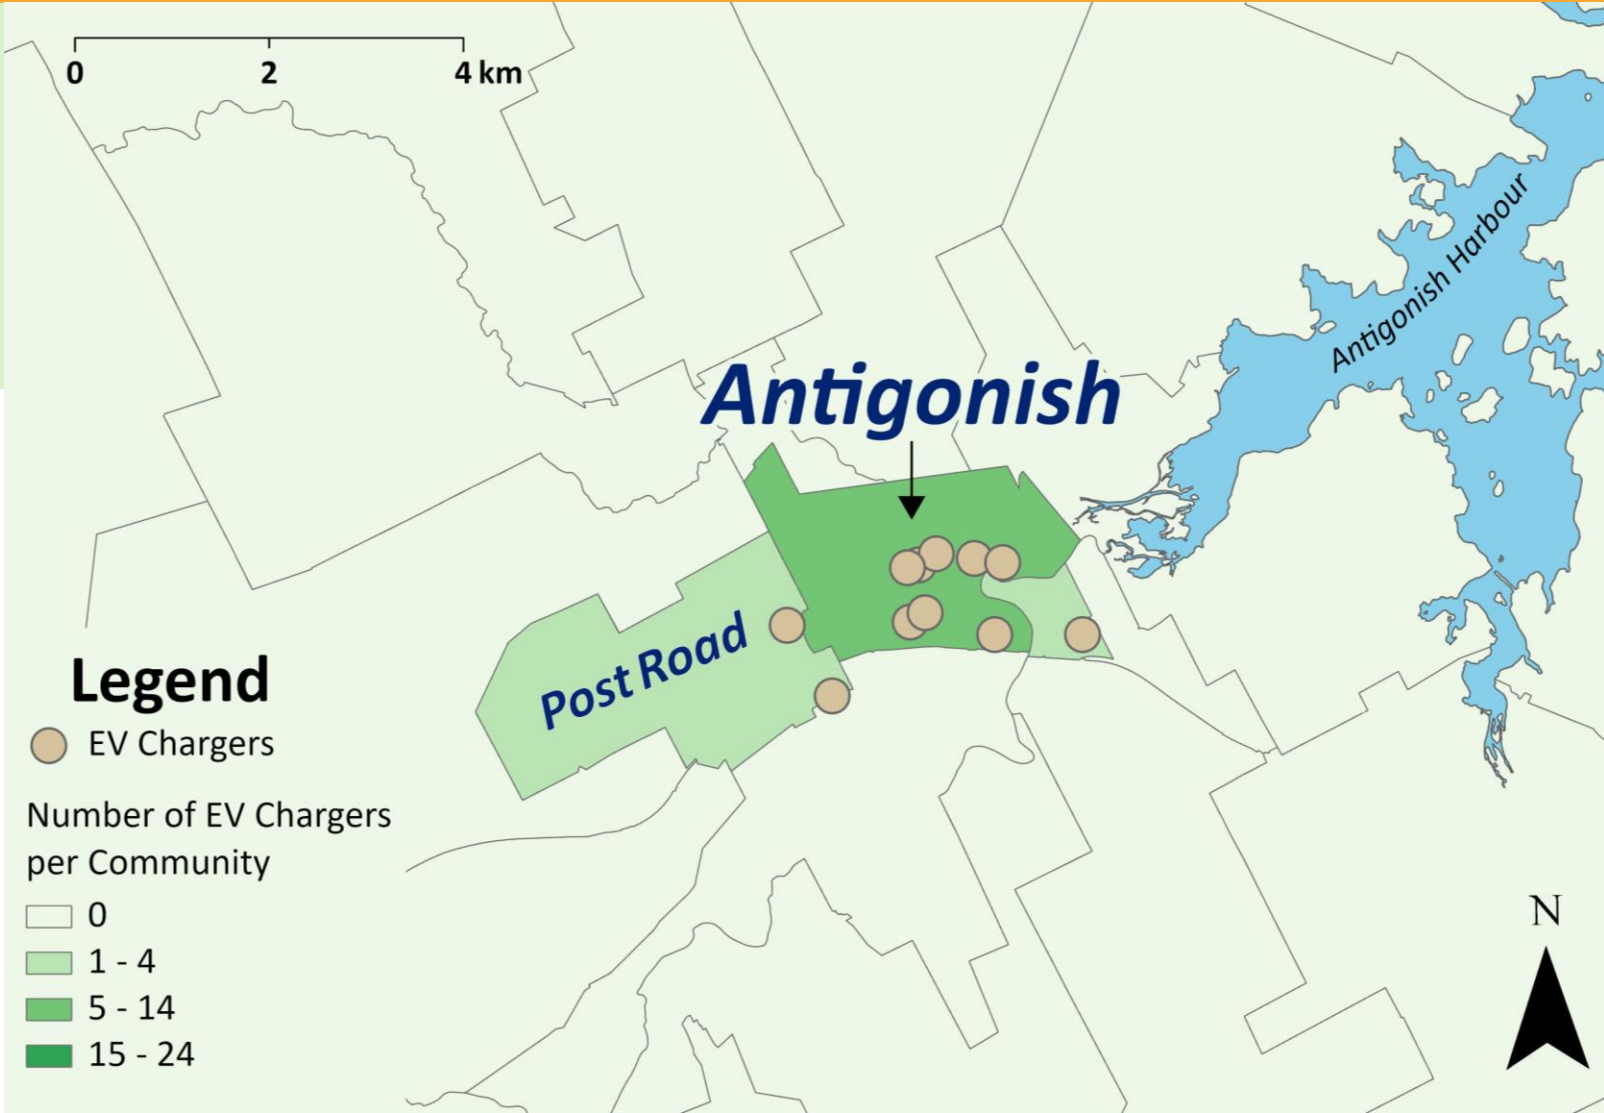 0 2 4 km
Antigonish Harbour
Antigonish
Post Road
Legend
EV Chargers
Number of EV Chargers
per Community
0
1 - 4
5 - 14
15 - 24
N